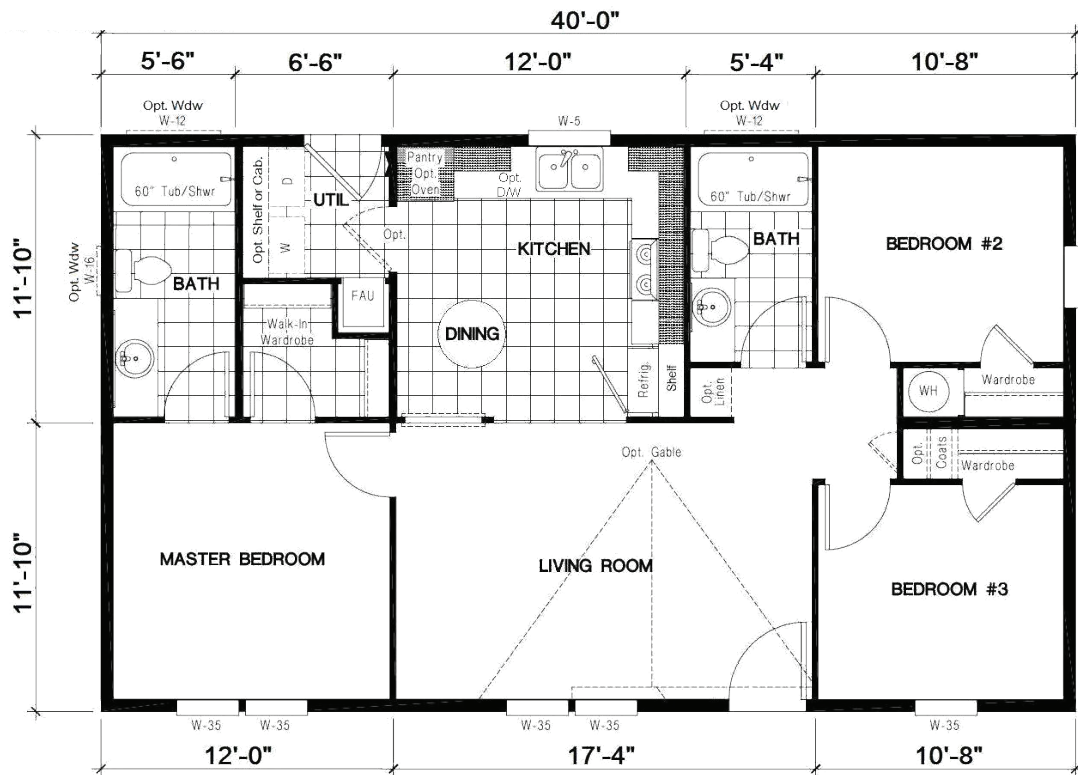 40'-0"
5'-6"
6'-6"
12'-0"
5'-4"
10'-8"
Opt. Wdw
W-12
W-5
Opt. Wdw
W-12
11'-10"
Opt. Wdw
W-16
60" Tub/Shwr
BATH
Opt. Shelf or Cab.
D
W
UTIL
Opt.
FAU
Walk-In
Wardrobe
Pantry
Opt.
Oven
Opt.
D/W
KITCHEN
DINING
Refrig.
Shelf
60" Tub/Shwr
BATH
Opt.
Linen
BEDROOM #2
WH
Wardrobe
Opt.
Coats
Wardrobe
11'-10"
MASTER BEDROOM
Opt. Gable
LIVING ROOM
BEDROOM #3
W-35
W-35
W-35
W-35
W-35
12'-0"
17'-4"
10'-8"